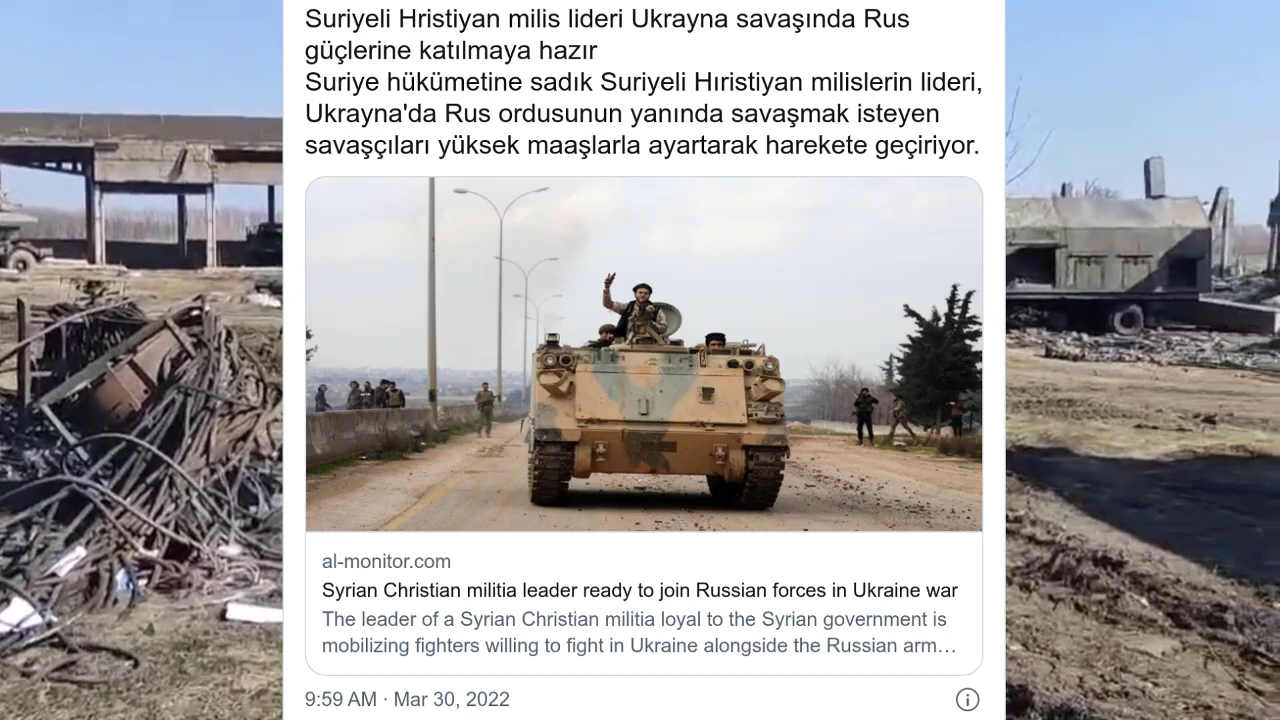 Suriyeli Hristiyan milis lideri Ukrayna savaşında Rus
güçlerine katılmaya hazır
Suriye hükümetine sadık Suriyeli Hıristiyan milislerin lideri,
Ukrayna'da Rus ordusunun yanında savaşmak isteyen
savaşçıları yüksek maaşlarla ayartarak harekete geçiriyor.
al-monitor.com
Syrian Christian militia leader ready to join Russian forces in Ukraine war
The leader of a Syrian Christian militia loyal to the Syrian government is
mobilizing fighters willing to fight in Ukraine alongside the Russian arm…
9:59 AM · Mar 30, 2022